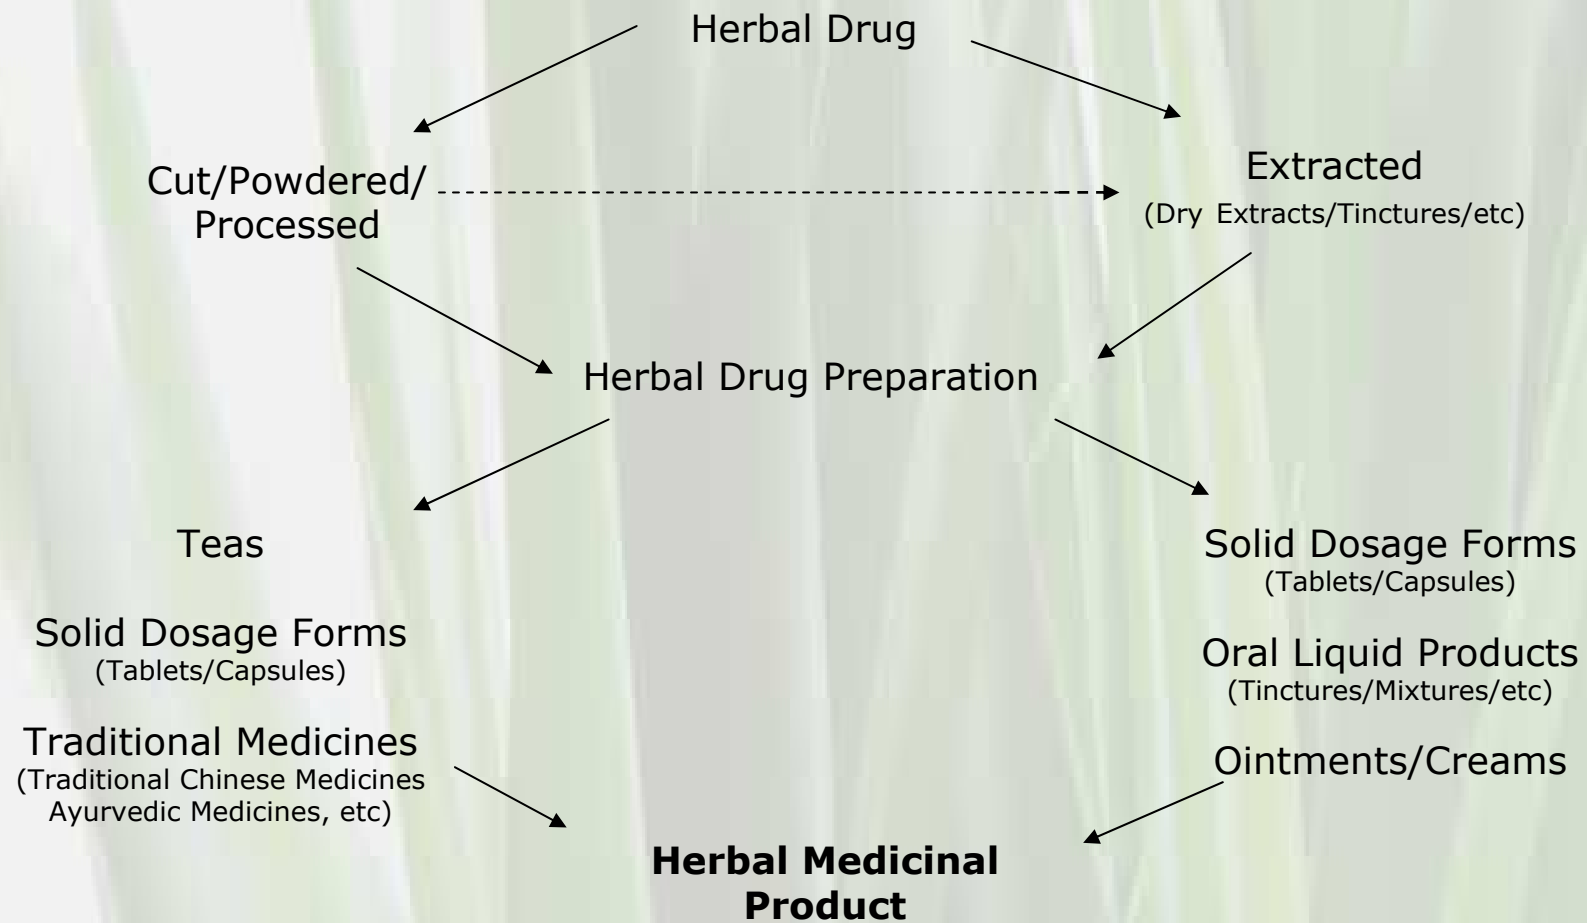 Herbal Drug
Cut/Powdered/
Processed
Extracted
(Dry Extracts/Tinctures/etc)
Herbal Drug Preparation
Teas
Solid Dosage Forms
(Tablets/Capsules)
Traditional Medicines
(Traditional Chinese Medicines
Ayurvedic Medicines, etc)
Solid Dosage Forms
(Tablets/Capsules)
Oral Liquid Products
(Tinctures/Mixtures/etc)
Ointments/Creams
Herbal Medicinal
Product